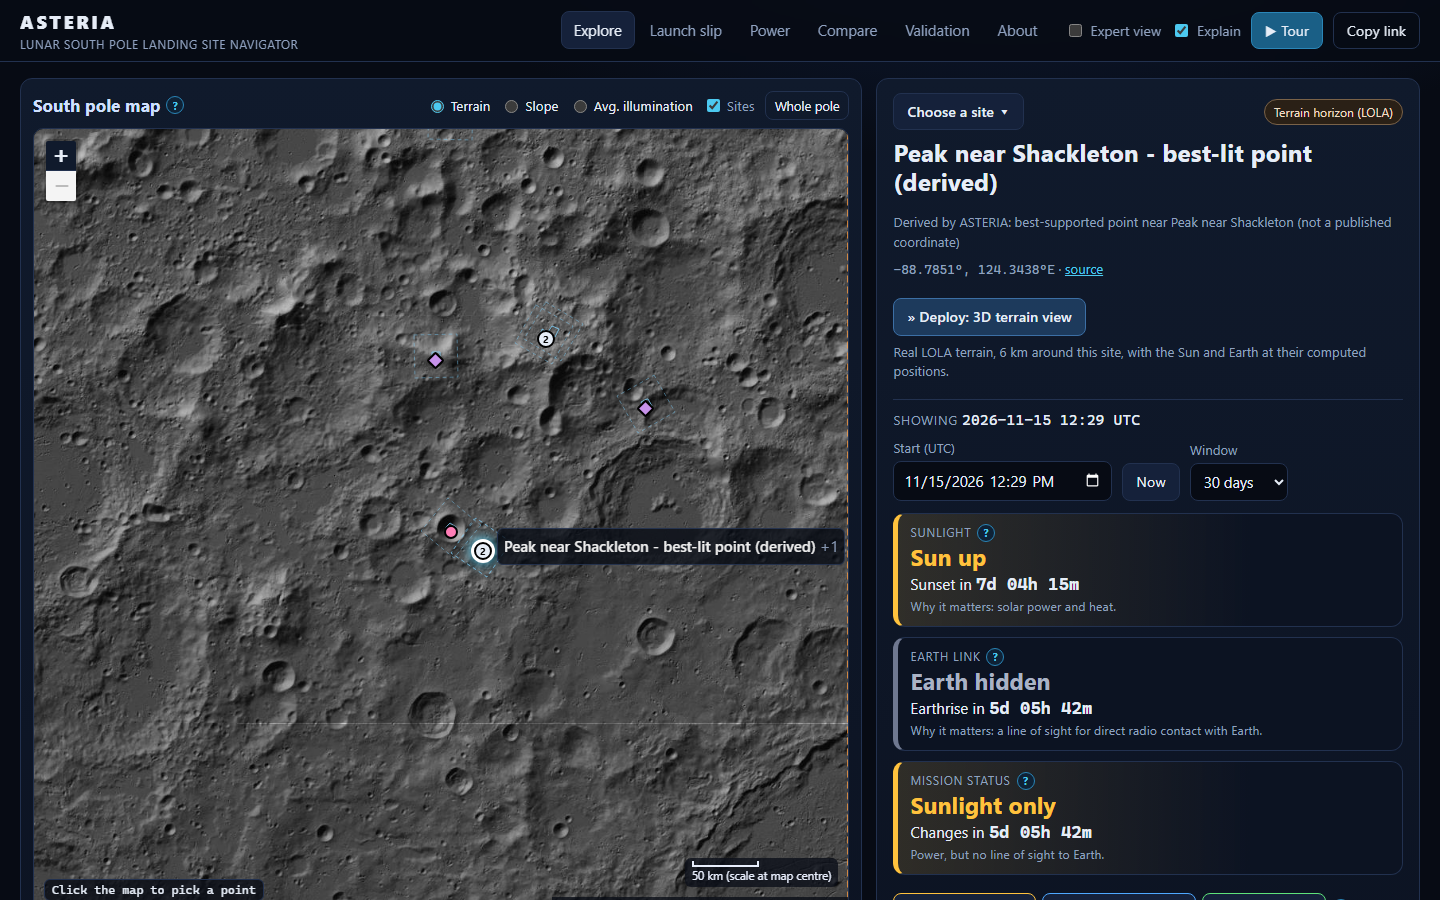 ASTERIA
LUNAR SOUTH POLE LANDING SITE NAVIGATOR
Explore
Launch slip
Power
Compare
Validation
About
Expert view
Explain
▶ Tour
Copy link
South pole map ?
Terrain
Slope
Avg. illumination
Sites
Whole pole
+
−
2
2
Peak near Shackleton - best-lit point (derived) +1
50 km (scale at map centre)
Click the map to pick a point
Choose a site ▾
Terrain horizon (LOLA)
Peak near Shackleton - best-lit point
(derived)
Derived by ASTERIA: best-supported point near Peak near Shackleton (not a published
coordinate)
−88.7851°, 124.3438°E · source
» Deploy: 3D terrain view
Real LOLA terrain, 6 km around this site, with the Sun and Earth at their computed
positions.
SHOWING 2026−11−15 12:29 UTC
Start (UTC)
11/15/2026 12:29 PM
Now
Window
30 days
SUNLIGHT ?
Sun up
Sunset in 7d 04h 15m
Why it matters: solar power and heat.
EARTH LINK ?
Earth hidden
Earthrise in 5d 05h 42m
Why it matters: a line of sight for direct radio contact with Earth.
MISSION STATUS ?
Sunlight only
Changes in 5d 05h 42m
Power, but no line of sight to Earth.